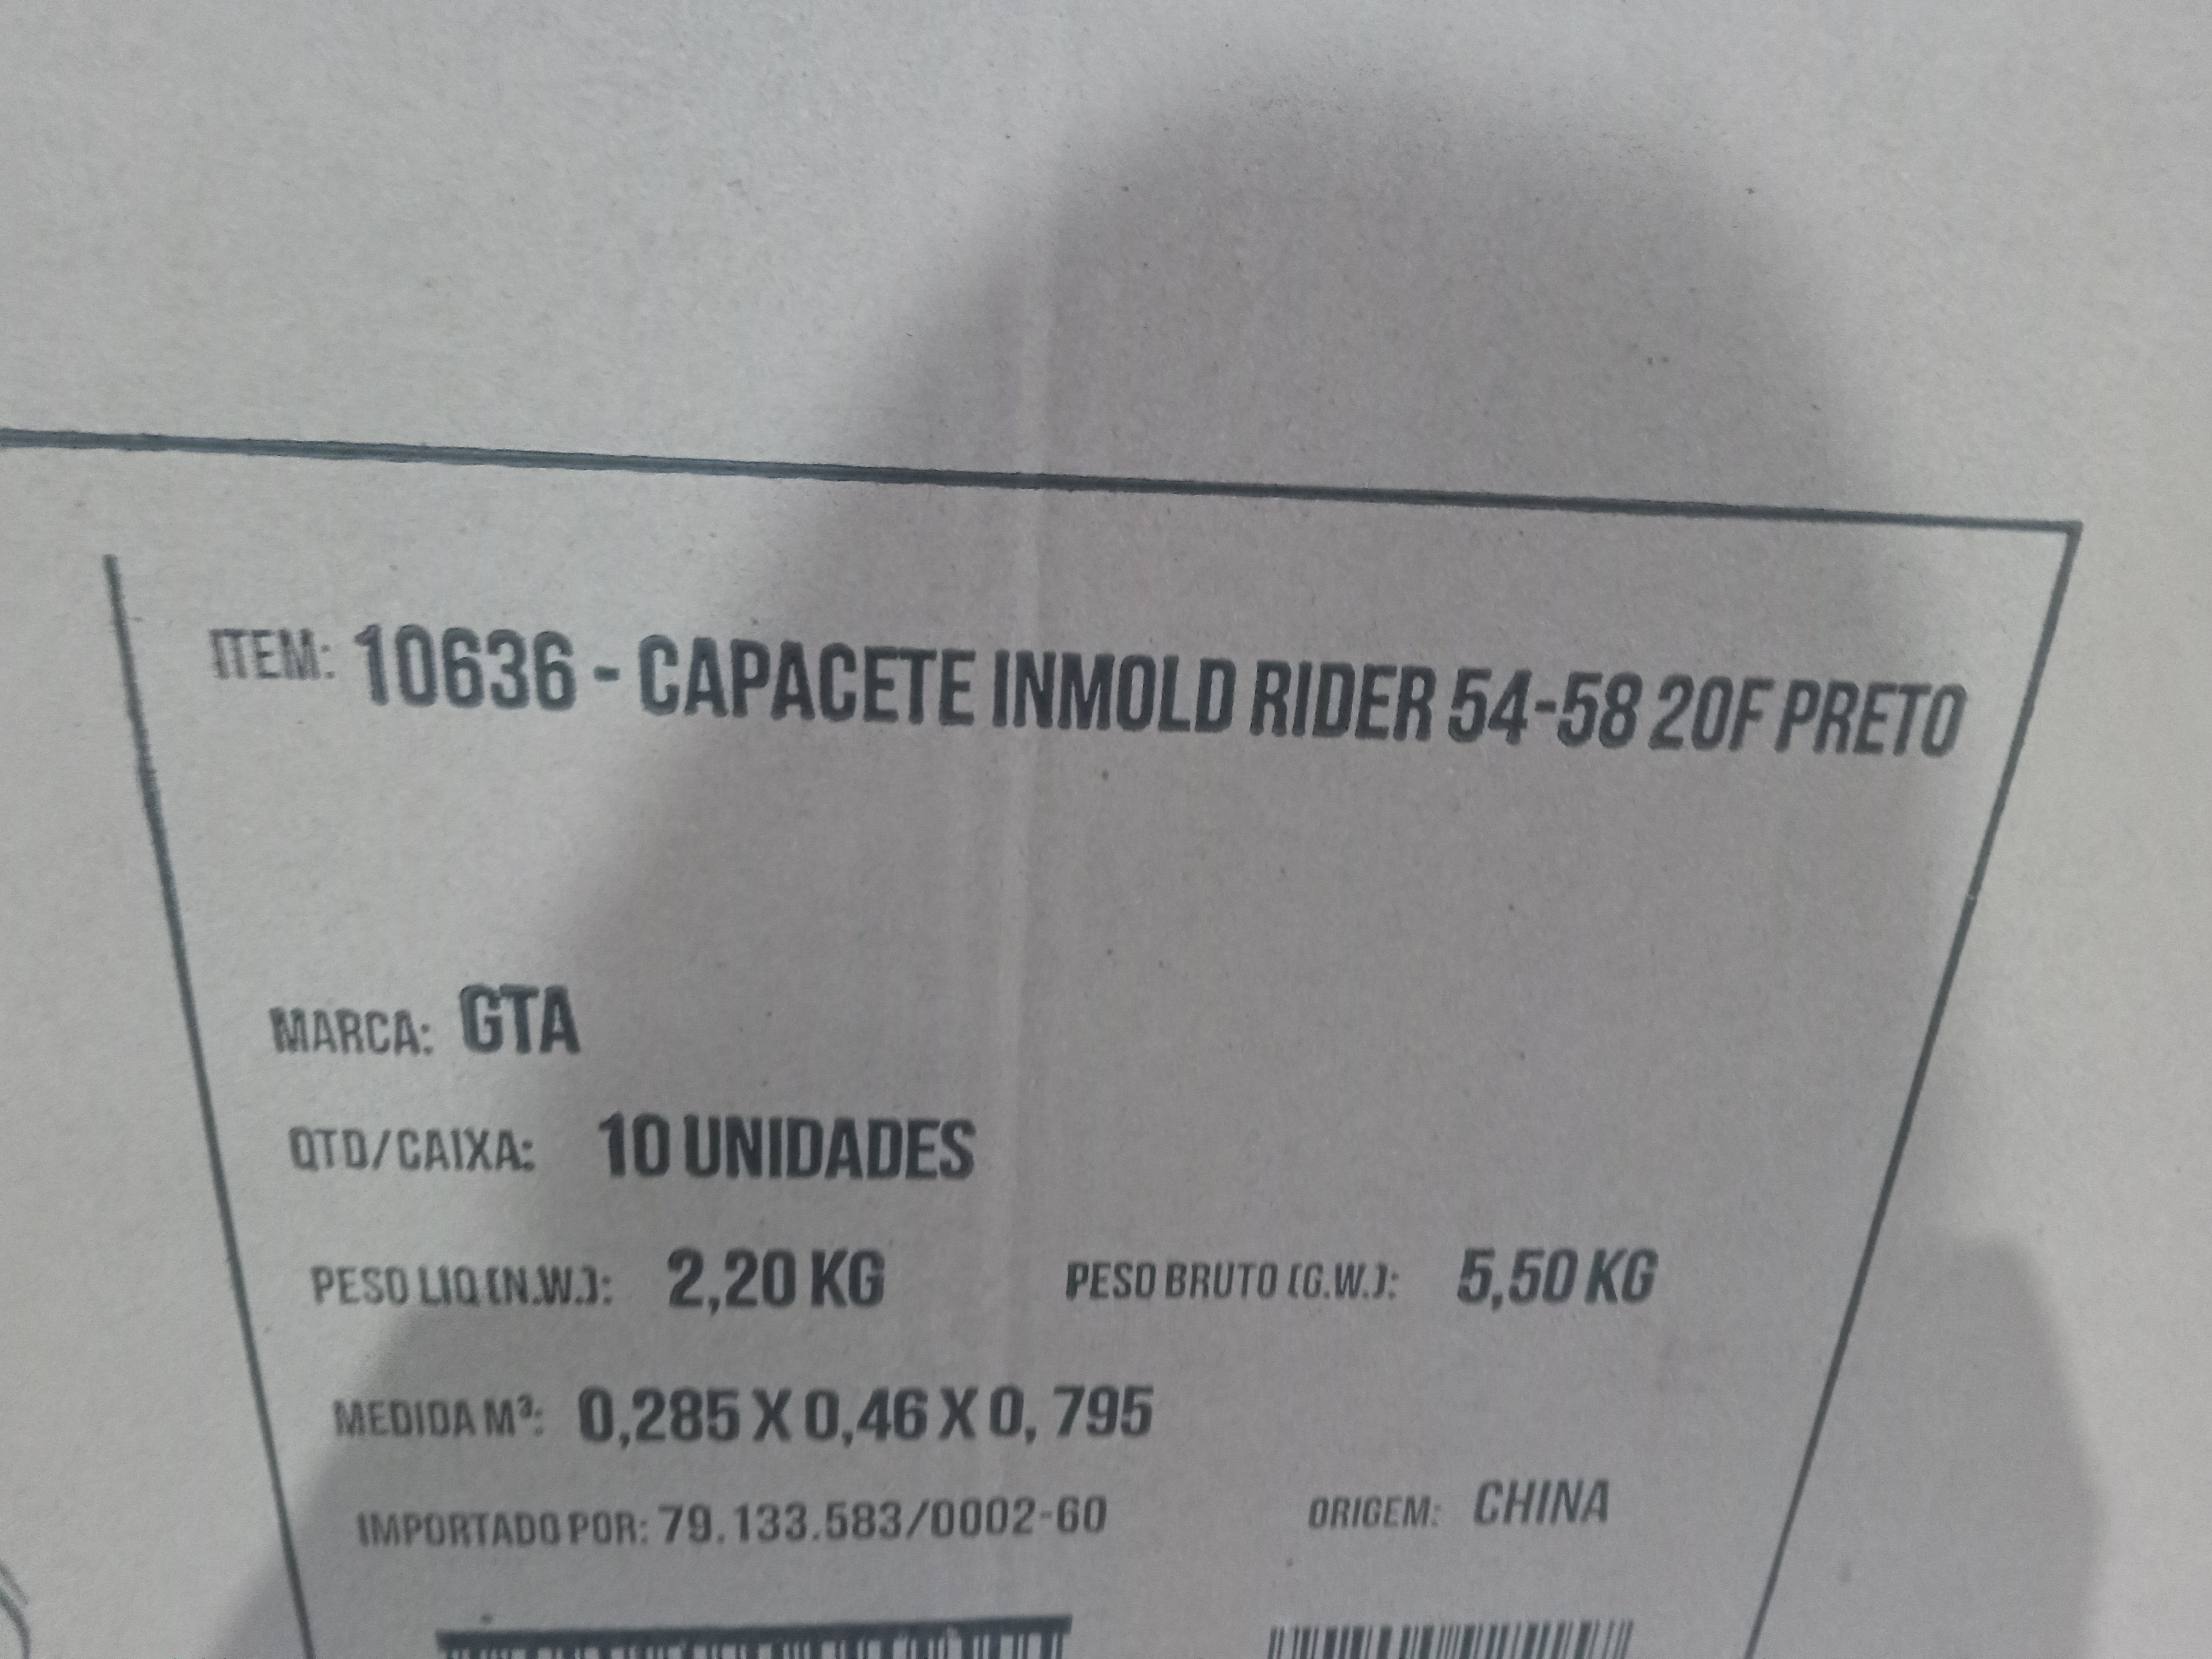 ITEM: 10636 - CAPACETE INMOLD RIDER 54-58 20F PRETO
MARCA: GTA
QTD/CAIXA: 10 UNIDADES
PESO LIQ (N.W.): 2,20 KG PESO BRUTO (G.W.): 5,50 KG
MEDIDA M³: 0,285 X 0,46 X 0, 795
IMPORTADO POR: 79.133.583/0002-60 ORIGEM: CHINA